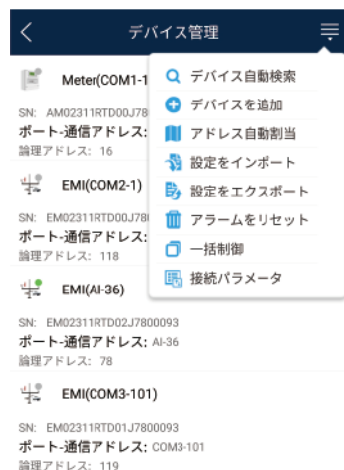 デバイス管理
Meter(COM1-1
SN: AM02311RTD00J78
ポート-通信アドレス:
論理アドレス: 16
EMI(COM2-1)
SN: EM02311RTD00J78
ポート-通信アドレス:
論理アドレス: 118
EMI(AI-36)
SN: EM02311RTD02J7800093
ポート-通信アドレス: AI-36
論理アドレス: 78
EMI(COM3-101)
SN: EM02311RTD01J7800093
ポート-通信アドレス: COM3-101
論理アドレス: 119
デバイス自動検索
デバイスを追加
アドレス自動割当
設定をインポート
設定をエクスポート
アラームをリセット
一括制御
接続パラメータ